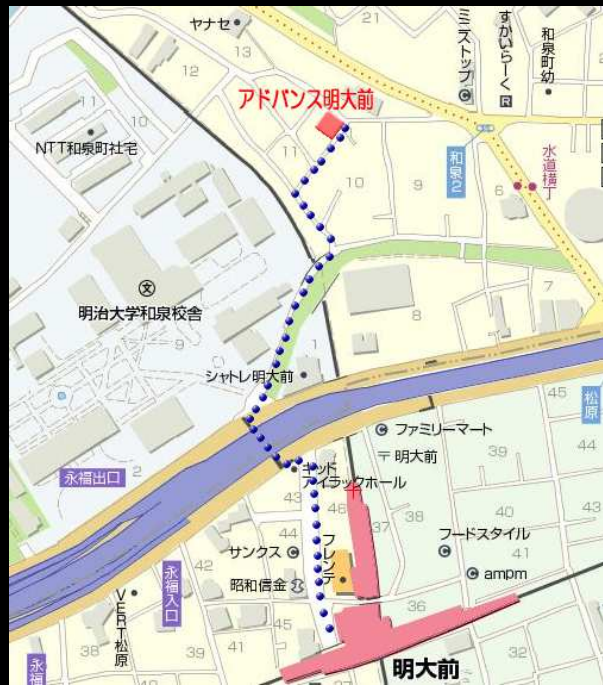 ヤナセ
13
12
11
10
NTT和泉町社宅
アドバンス明大前
11
10
9
21
ミニストップ
すかいらーく
和泉町幼
和泉2
水道横丁
6
7
8
明治大学和泉校舎
9
シャトレ明大前
1
2
永福出口
永福入口
松原
45
ファミリーマート
〒明大前
キッド
アイラックホール
39
40
43
44
46
37
サンクス
フレンテ
昭和信金
フードスタイル
41
ampm
42
41
45
36
VERT松原
38
39
永福
37
38
39
明大前